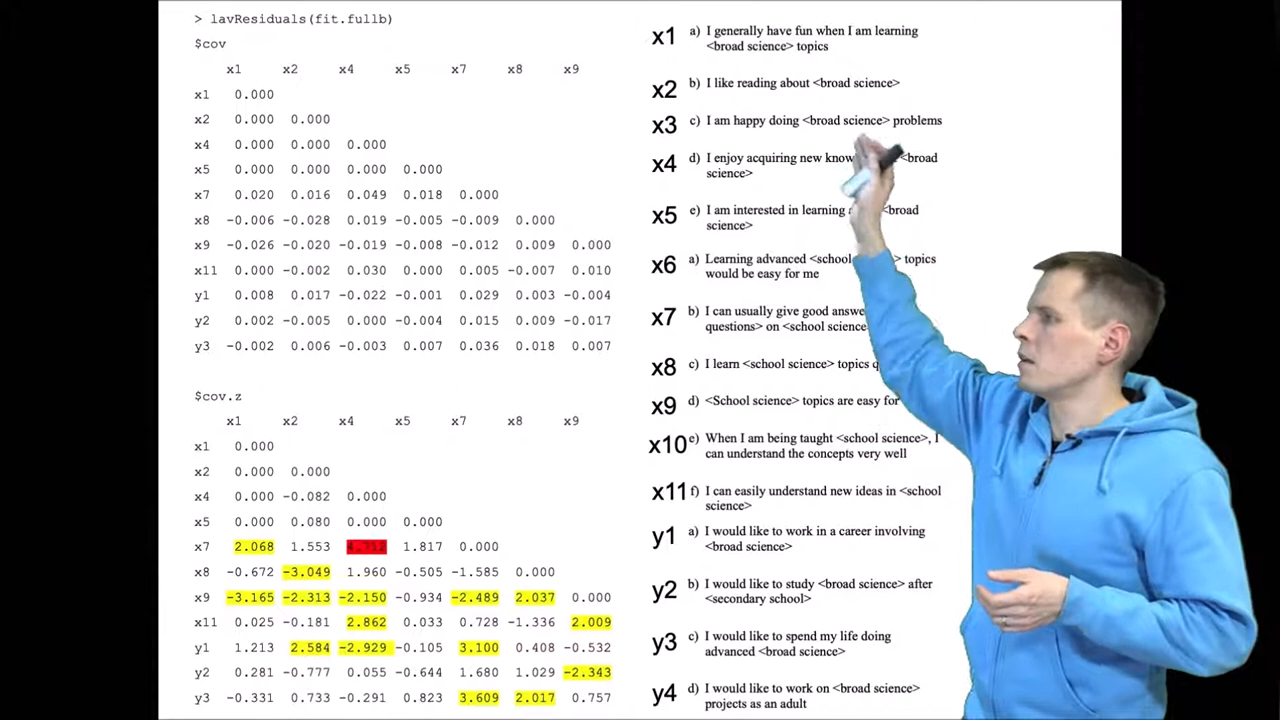 > lavResiduals(fit.fullb)
$cov
x1 x2 x4 x5 x7 x8 x9
x1 0.000
x2 0.000 0.000
x4 0.000 0.000 0.000
x5 0.000 0.000 0.000 0.000
x7 0.020 0.016 0.049 0.018 0.000
x8 -0.006 -0.028 0.019 -0.005 -0.009 0.000
x9 -0.026 -0.020 -0.019 -0.008 -0.012 0.009 0.000
x11 0.000 -0.002 0.030 0.000 0.005 -0.007 0.010
y1 0.008 0.017 -0.022 -0.001 0.029 0.003 -0.004
y2 0.002 -0.005 0.000 -0.004 0.015 0.009 -0.017
y3 -0.002 0.006 -0.003 0.007 0.036 0.018 0.007
$cov.z
x1 x2 x4 x5 x7 x8 x9
x1 0.000
x2 0.000 0.000
x4 0.000 -0.082 0.000
x5 0.000 0.080 0.000 0.000
x7 2.068 1.553 4.712 1.817 0.000
x8 -0.672 -3.049 1.960 -0.505 -1.585 0.000
x9 -3.165 -2.313 -2.150 -0.934 -2.489 2.037 0.000
x11 0.025 -0.181 2.862 0.033 0.728 -1.336 2.009
y1 1.213 2.584 -2.929 -0.105 3.100 0.408 -0.532
y2 0.281 -0.777 0.055 -0.644 1.680 1.029 -2.343
y3 -0.331 0.733 -0.291 0.823 3.609 2.017 0.757
x1 a) I generally have fun when I am learning
<broad science> topics
x2 b) I like reading about <broad science>
x3 c) I am happy doing <broad science> problems
x4 d) I enjoy acquiring new <broad
science>
x5 e) I am interested in learning <broad
science>
x6 a) Learning advanced <school topics
would be easy for me
x7 b) I can usually give good
questions> on <school science
x8 c) I learn <school science> topics
x9 d) <School science> topics are easy for
x10 e) When I am being taught <school science>, I
can understand the concepts very well
x11 f) I can easily understand new ideas in <school
science>
y1 a) I would like to work in a career involving
<broad science>
y2 b) I would like to study <broad science> after
<secondary school>
y3 c) I would like to spend my life doing
advanced <broad science>
y4 d) I would like to work on <broad science>
projects as an adult